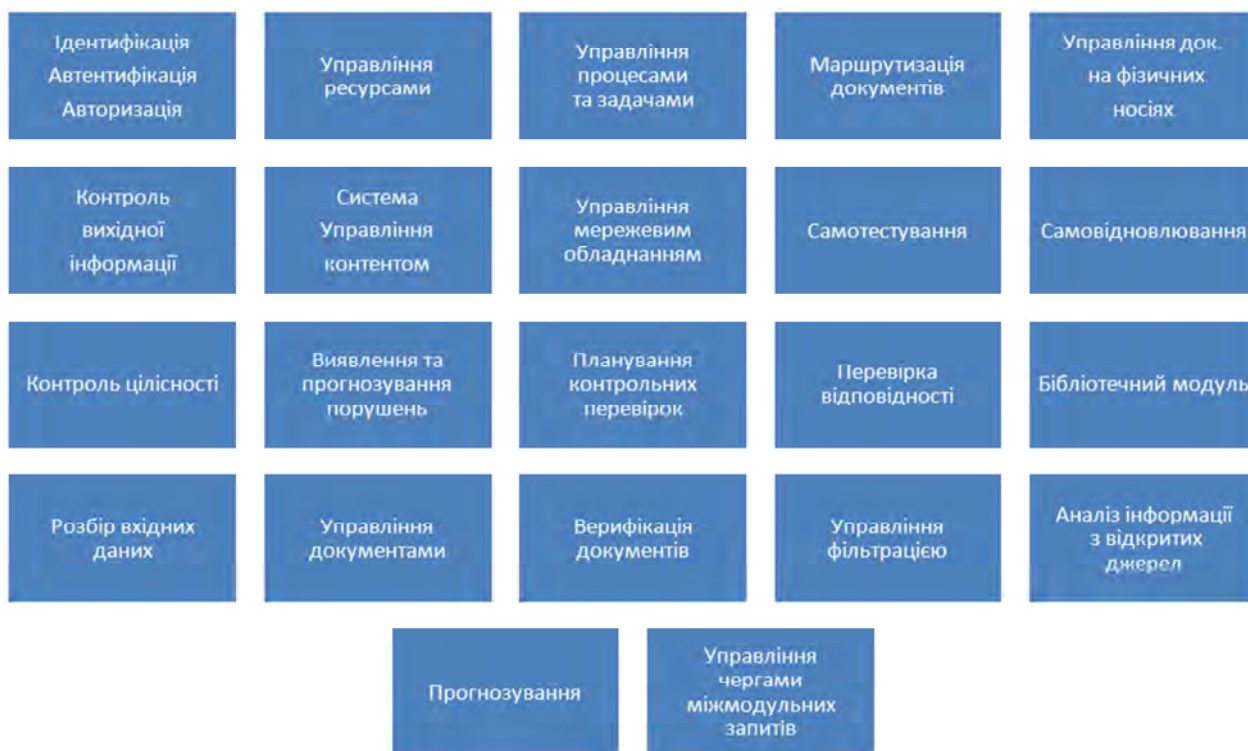 Ідентифікація
Автентифікація
Авторизація
Управління
ресурсами
Управління
процесами
та задачами
Маршрутизація
документів
Управління док.
на фізичних
носіях
Контроль
вихідної
інформації
Система
Управління
контентом
Управління
мережевим
обладнанням
Самотестування
Самовідновлювання
Контроль цілісності
Виявлення та
прогнозування
порушень
Планування
контрольних
перевірок
Перевірка
відповідності
Бібліотечний модуль
Розбір вхідних
даних
Управління
документами
Верифікація
документів
Управління
фільтрацією
Аналіз інформації
з відкритих
джерел
Прогнозування
Управління
чергами
міжмодульних
запитів